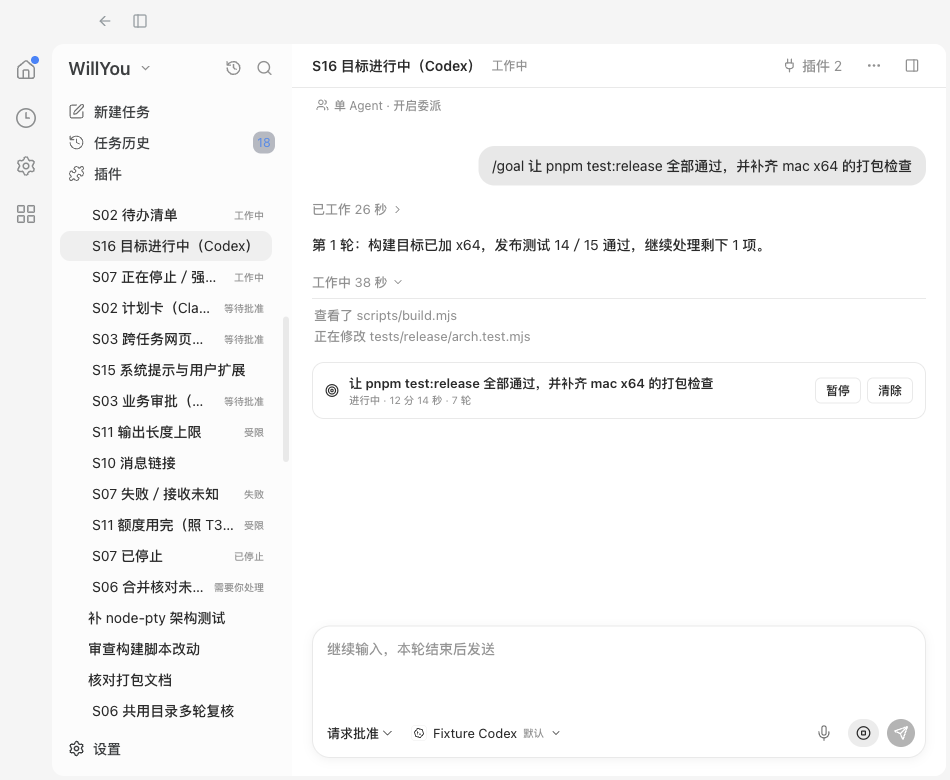 WillYou
新建任务
任务历史 18
插件
S02 待办清单 工作中
S16 目标进行中（Codex）
S07 正在停止 / 强... 工作中
S02 计划卡（Cla... 等待批准
S03 跨任务网页... 等待批准
S15 系统提示与用户扩展
S03 业务审批（... 等待批准
S11 输出长度上限 受限
S10 消息链接
S07 失败 / 接收未知 失败
S11 额度用完（照 T3... 受限
S07 已停止 已停止
S06 合并核对未... 需要你处理
补 node-pty 架构测试
审查构建脚本改动
核对打包文档
S06 共用目录多轮复核
设置
S16 目标进行中（Codex） 工作中 插件 2
单 Agent · 开启委派
/goal 让 pnpm test:release 全部通过，并补齐 mac x64 的打包检查
已工作 26 秒
第 1 轮：构建目标已加 x64，发布测试 14 / 15 通过，继续处理剩下 1 项。
工作中 38 秒
查看了 scripts/build.mjs
正在修改 tests/release/arch.test.mjs
让 pnpm test:release 全部通过，并补齐 mac x64 的打包检查
进行中 · 12 分 14 秒 · 7 轮
暂停 清除
继续输入，本轮结束后发送
请求批准 Fixture Codex 默认